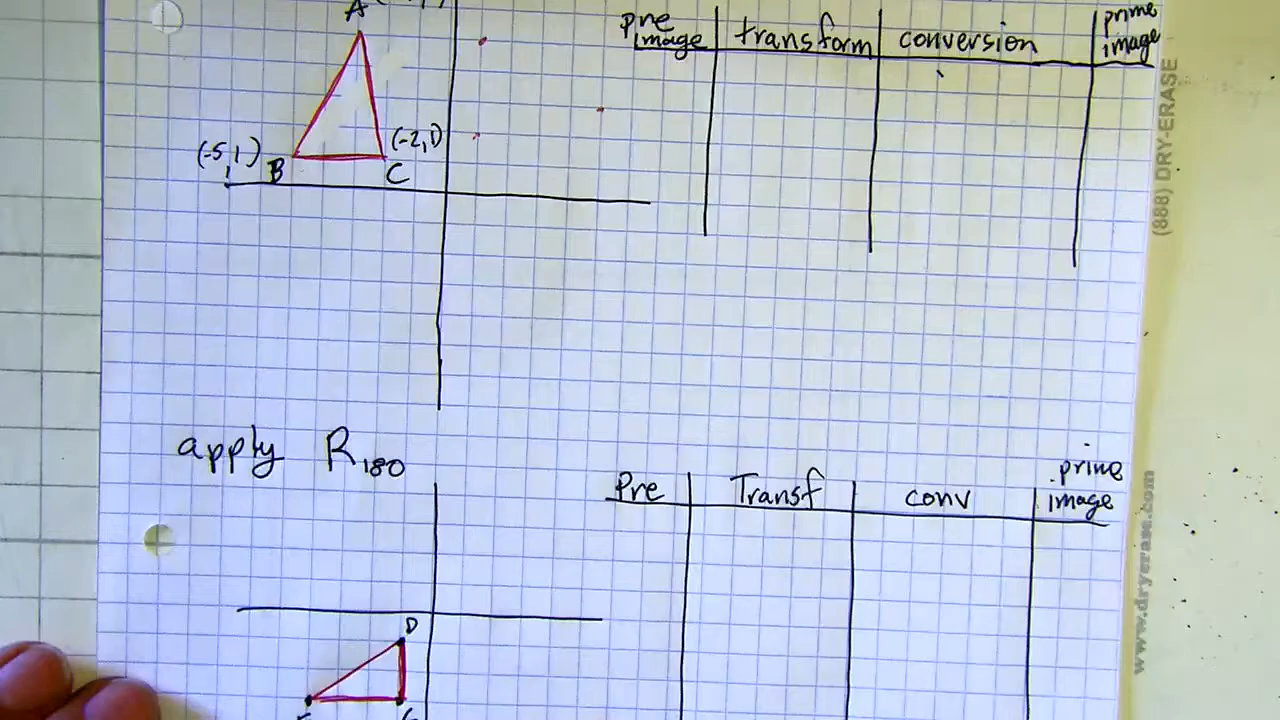 A
pre image | transform | conversion | prime image
(-5,1) B
(-2,1)
C
apply R180
Pre | Transf | conv | prime image
D
(888) DRY-ERASE
www.dryerase.com